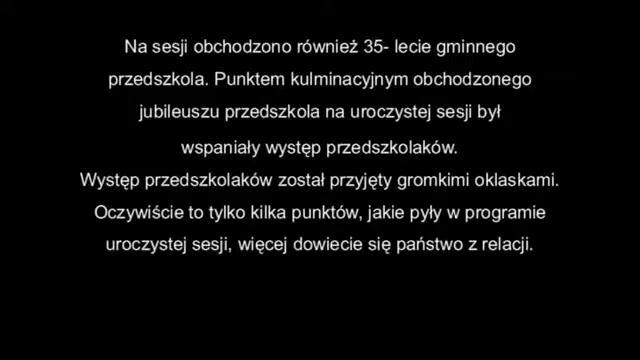 Na sesji obchodzono również 35- lecie gminnego
przedszkola. Punktem kulminacyjnym obchodzonego
jubileuszu przedszkola na uroczystej sesji był
wspaniały występ przedszkolaków.
Występ przedszkolaków został przyjęty gromkimi oklaskami.
Oczywiście to tylko kilka punktów, jakie pyły w programie
uroczystej sesji, więcej dowiecie się państwo z relacji.